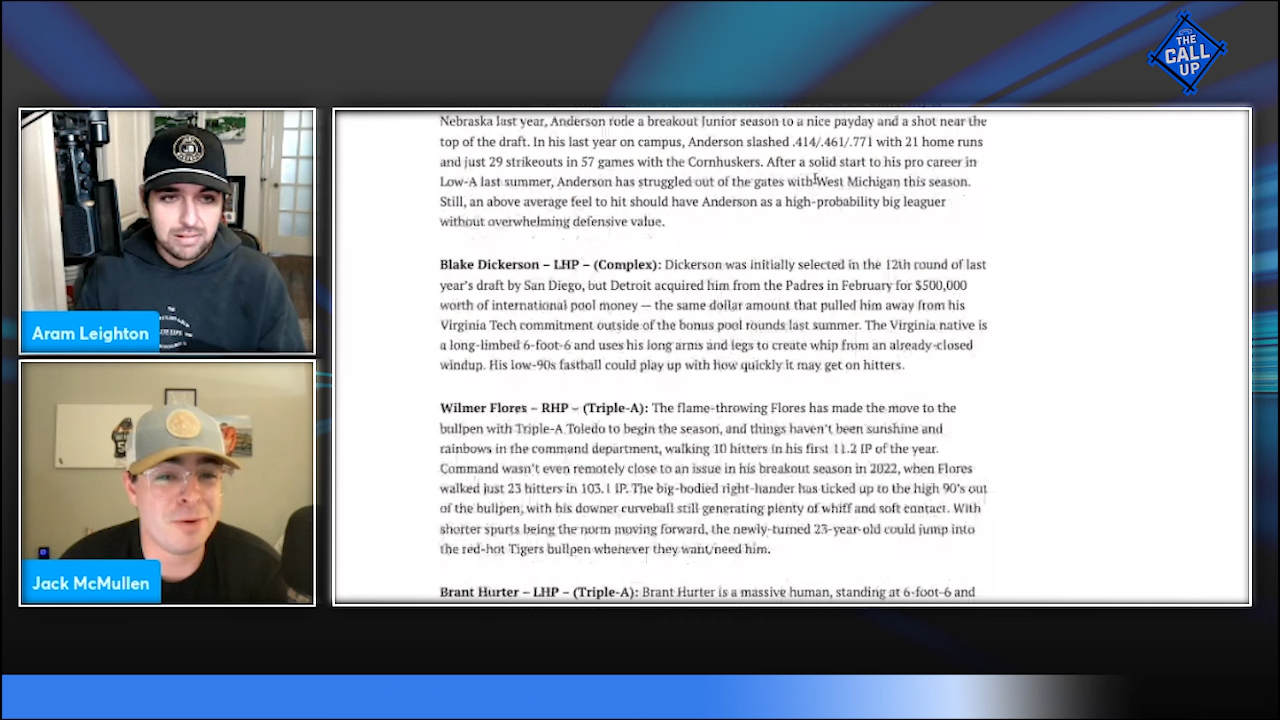 THE
CALL
UP
Aram Leighton
Jack McMullen
Nebraska last year, Anderson rode a breakout Junior season to a nice payday and a shot near the
top of the draft. In his last year on campus, Anderson slashed .414/.461/.771 with 21 home runs
and just 29 strikeouts in 57 games with the Cornhuskers. After a solid start to his pro career in
Low-A last summer, Anderson has struggled out of the gates with West Michigan this season.
Still, an above average feel to hit should have Anderson as a high-probability big leaguer
without overwhelming defensive value.
Blake Dickerson – LHP – (Complex): Dickerson was initially selected in the 12th round of last
year's draft by San Diego, but Detroit acquired him from the Padres in February for $500,000
worth of international pool money — the same dollar amount that pulled him away from his
Virginia Tech commitment outside of the bonus pool rounds last summer. The Virginia native is
a long-limbed 6-foot-6 and uses his long arms and legs to create whip from an already-closed
windup. His low-90s fastball could play up with how quickly it may get on hitters.
Wilmer Flores – RHP – (Triple-A): The flame-throwing Flores has made the move to the
bullpen with Triple-A Toledo to begin the season, and things haven't been sunshine and
rainbows in the command department, walking 10 hitters in his first 11.2 IP of the year.
Command wasn't even remotely close to an issue in his breakout season in 2022, when Flores
walked just 23 hitters in 103.1 IP. The big-bodied right-hander has ticked up to the high 90's out
of the bullpen, with his downer curveball still generating plenty of whiff and soft contact. With
shorter spurts being the norm moving forward, the newly-turned 23-year-old could jump into
the red-hot Tigers bullpen whenever they want/need him.
Brant Hurter – LHP – (Triple-A): Brant Hurter is a massive human, standing at 6-foot-6 and